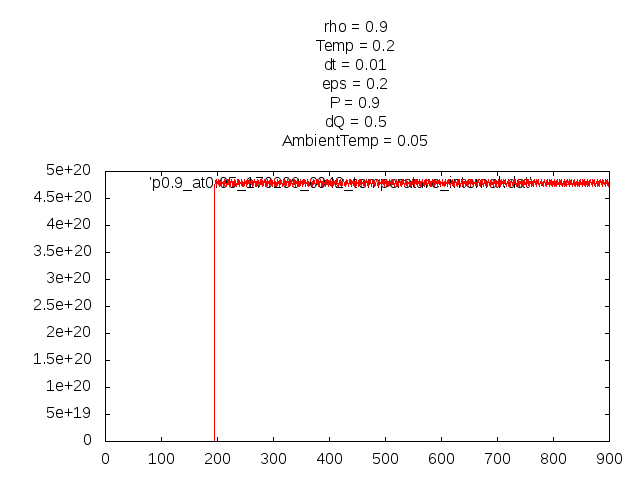 rho = 0.9
Temp = 0.2
dt = 0.01
eps = 0.2
P = 0.9
dQ = 0.5
AmbientTemp = 0.05
5e+20
4.5e+20
4e+20
3.5e+20
3e+20
2.5e+20
2e+20
1.5e+20
1e+20
5e+19
0
0 100 200 300 400 500 600 700 800 900